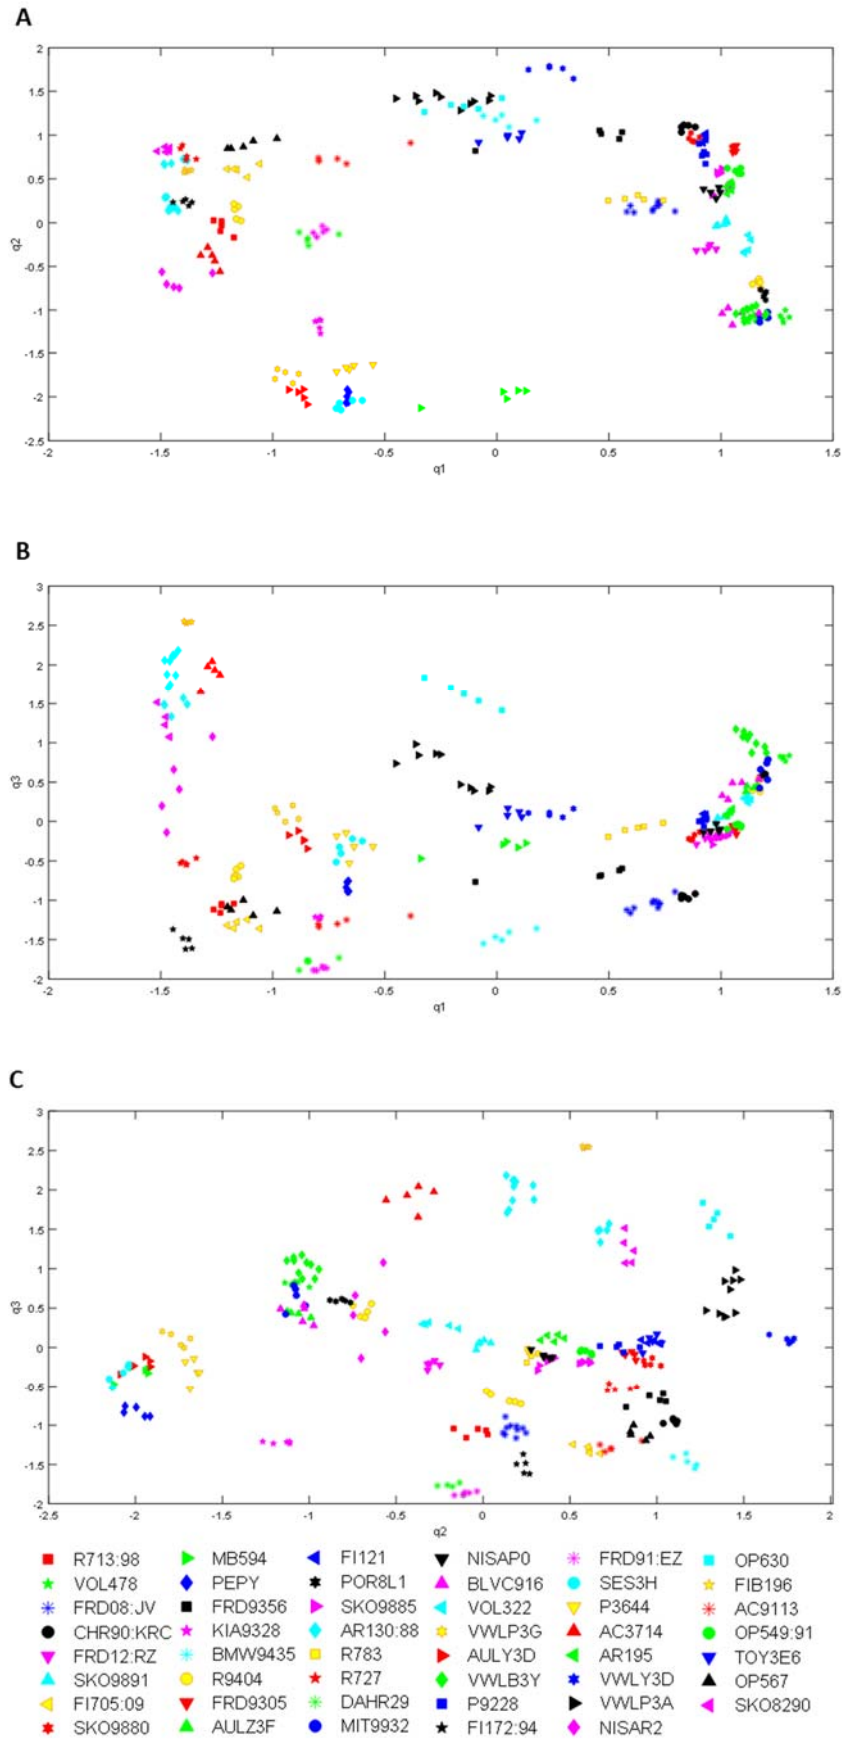 A
2
1.5
1
0.5
0
-0.5
-1
-1.5
-2
-2.5
q2
-2 -1.5 -1 -0.5 0 0.5 1 1.5
q1
B
3
2.5
2
1.5
1
0.5
0
-0.5
-1
-1.5
-2
q3
-2 -1.5 -1 -0.5 0 0.5 1 1.5
q1
C
3
2.5
2
1.5
1
0.5
0
-0.5
-1
-1.5
-2
q3
-2.5 -2 -1.5 -1 -0.5 0 0.5 1 1.5 2
q2
R713:98 MB594 FI121 NISAP0 FRD91:EZ OP630
VOL478 PEPY POR8L1 BLVC916 SES3H FIB196
FRD08:JV FRD9356 SKO9885 VOL322 P3644 AC9113
CHR90:KRC KIA9328 AR130:88 VWLP3G AC3714 OP549:91
FRD12:RZ BMW9435 R783 AULY3D AR195 TOY3E6
SKO9891 R9404 R727 VWLB3Y VWLY3D OP567
FI705:09 FRD9305 DAHR29 P9228 VWLP3A SKO8290
SKO9880 AULZ3F MIT9932 FI172:94 NISAR2